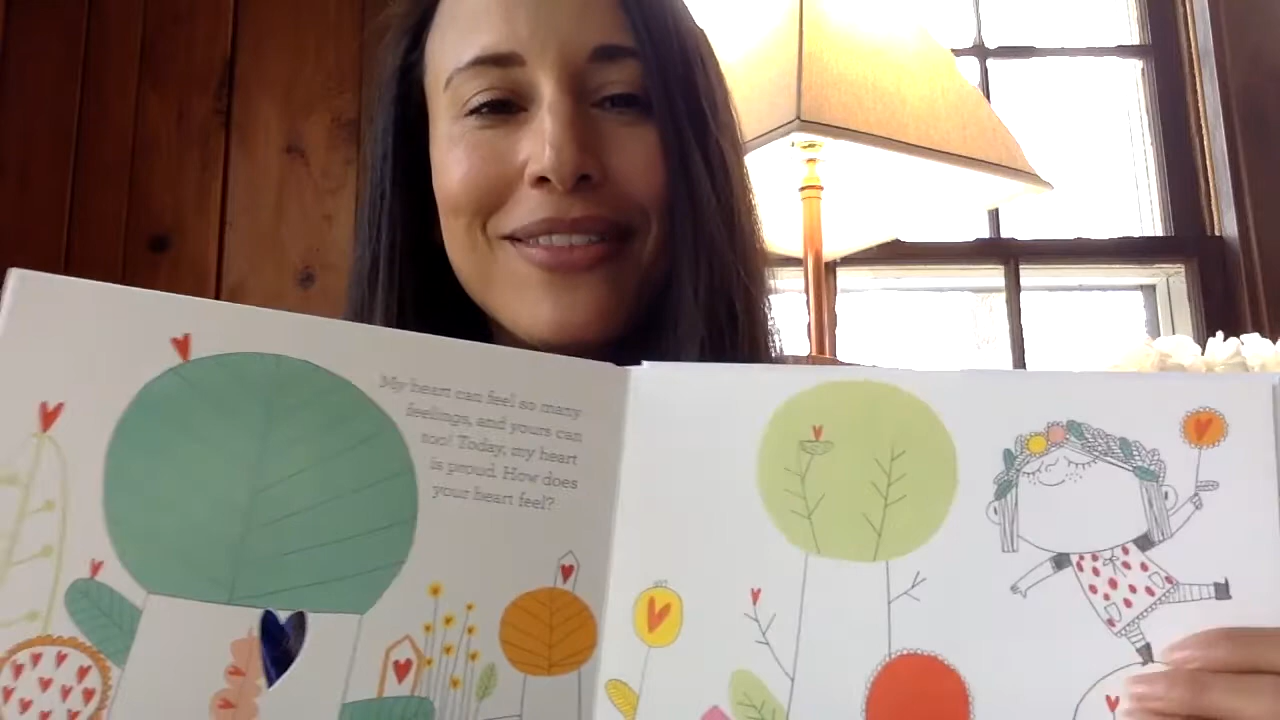 My heart can feel so many
feelings, and yours can
too! Today, my heart
is proud. How does
your heart feel?